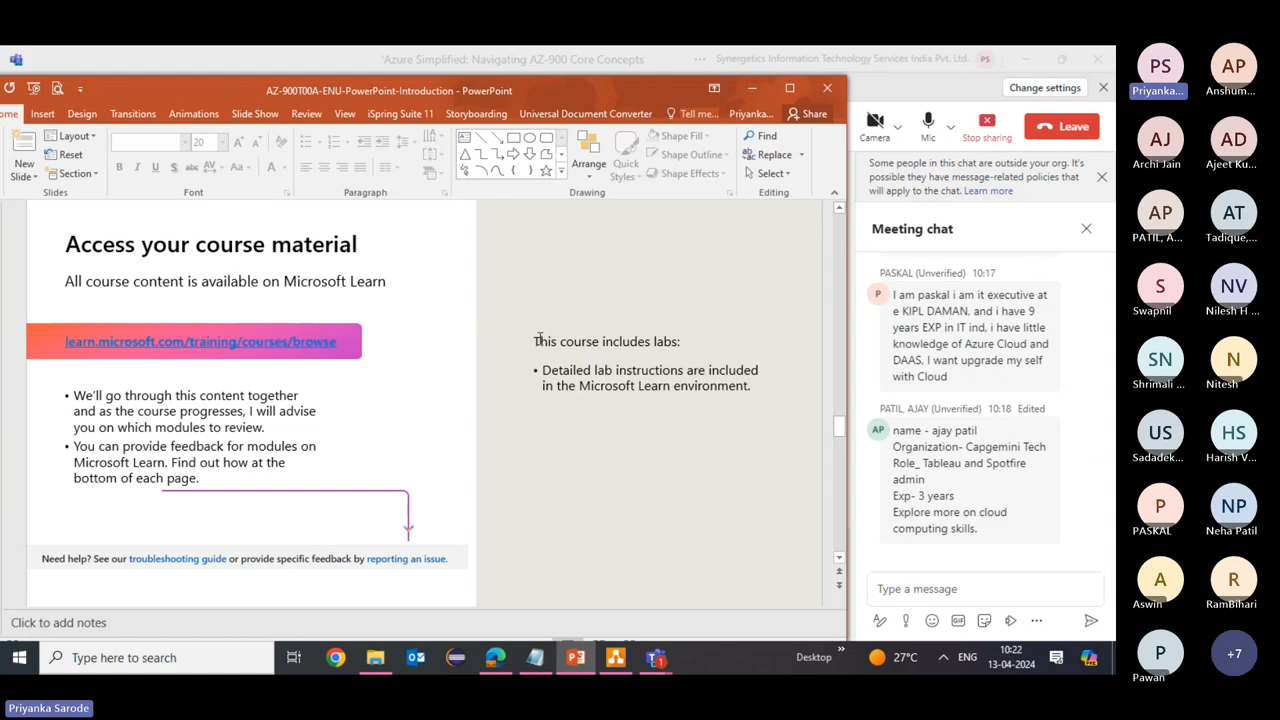 'Azure Simplified: Navigating AZ-900 Core Concepts
Synergetics Information Technology Services India Pvt. Ltd.
PS
AZ-900T00A-ENU-PowerPoint-Introduction - PowerPoint
Change settings
ome Insert Design Transitions Animations Slide Show Review View iSpring Suite 11 Storyboarding Universal Document Converter Tell me... Priyanka... Share
Camera
Mic
Stop sharing
Leave
New
Slide
Layout
Reset
Section
Slides
20
B I U S abc AV Aa A
Font
Paragraph
Arrange
Quick
Styles
Shape Fill
Shape Outline
Shape Effects
Drawing
Find
Replace
Select
Editing
Some people in this chat are outside your org. It's
possible they have message-related policies that
will apply to the chat. Learn more
Access your course material
All course content is available on Microsoft Learn
learn.microsoft.com/training/courses/browse
• We'll go through this content together
and as the course progresses, I will advise
you on which modules to review.
• You can provide feedback for modules on
Microsoft Learn. Find out how at the
bottom of each page.
Need help? See our troubleshooting guide or provide specific feedback by reporting an issue.
This course includes labs:
• Detailed lab instructions are included
in the Microsoft Learn environment.
Click to add notes
Meeting chat
PASKAL (Unverified) 10:17
P
I am paskal i am it executive at
e KIPL DAMAN, and i have 9
years EXP in IT ind, i have little
knowledge of Azure Cloud and
DAAS, I want upgrade my self
with Cloud
PATIL, AJAY (Unverified) 10:18 Edited
AP
name - ajay patil
Organization- Capgemini Tech
Role_ Tableau and Spotfire
admin
Exp- 3 years
Explore more on cloud
computing skills.
Type a message
Type here to search
Desktop
27°C
ENG
10:22
13-04-2024
PS
Priyanka...
AP
Anshum...
AJ
Archi Jain
AD
Ajeet Ku...
AP
PATIL, A...
AT
Tadique,...
S
Swapnil
NV
Nilesh H ...
SN
Shrimali ...
N
Nitesh
US
Sadadek...
HS
Harish V...
P
PASKAL
NP
Neha Patil
A
Aswin
R
RamBihari
P
Pawan
+7
Priyanka Sarode